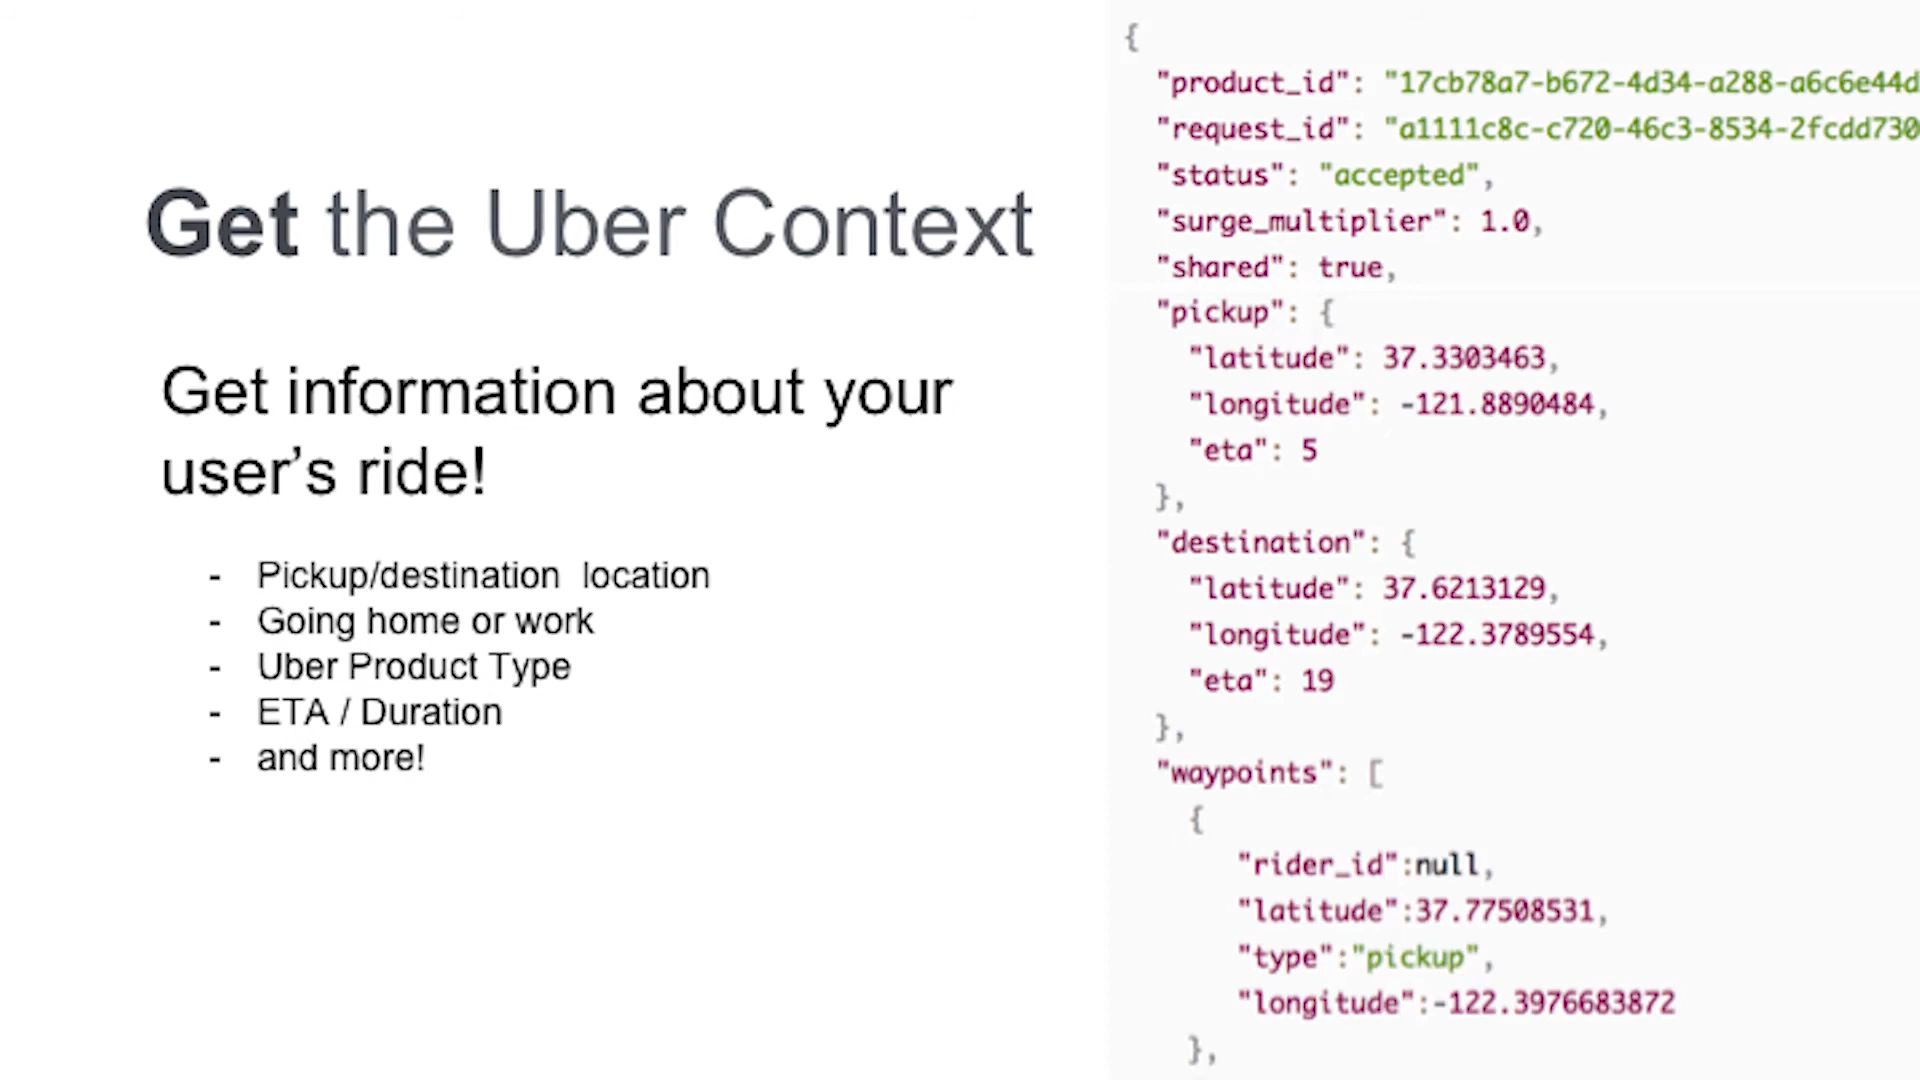 Get the Uber Context
Get information about your
user's ride!
- Pickup/destination location
- Going home or work
- Uber Product Type
- ETA / Duration
- and more!
{
"product_id": "17cb78a7-b672-4d34-a288-a6c6e44d
"request_id": "a1111c8c-c720-46c3-8534-2fcdd730
"status": "accepted",
"surge_multiplier": 1.0,
"shared": true,
"pickup": {
"latitude": 37.3303463,
"longitude": -121.8890484,
"eta": 5
},
"destination": {
"latitude": 37.6213129,
"longitude": -122.3789554,
"eta": 19
},
"waypoints": [
{
"rider_id":null,
"latitude":37.77508531,
"type":"pickup",
"longitude":-122.3976683872
},